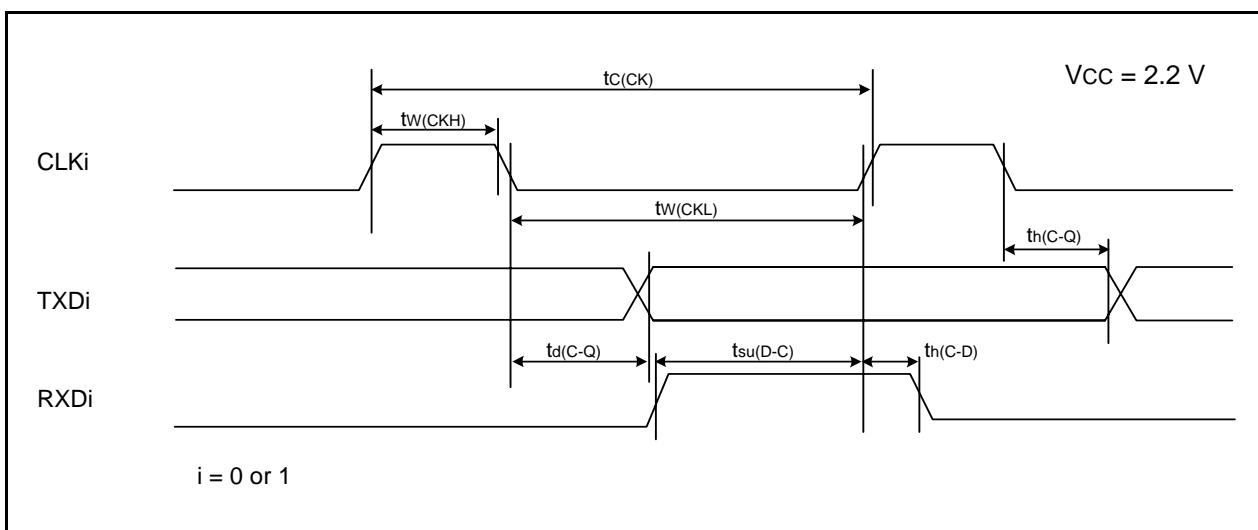 tC(CK)
VCC = 2.2 V
tW(CKH)
CLKi
tW(CKL)
th(C-Q)
TXDi
td(C-Q)
tsu(D-C)
th(C-D)
RXDi
i = 0 or 1